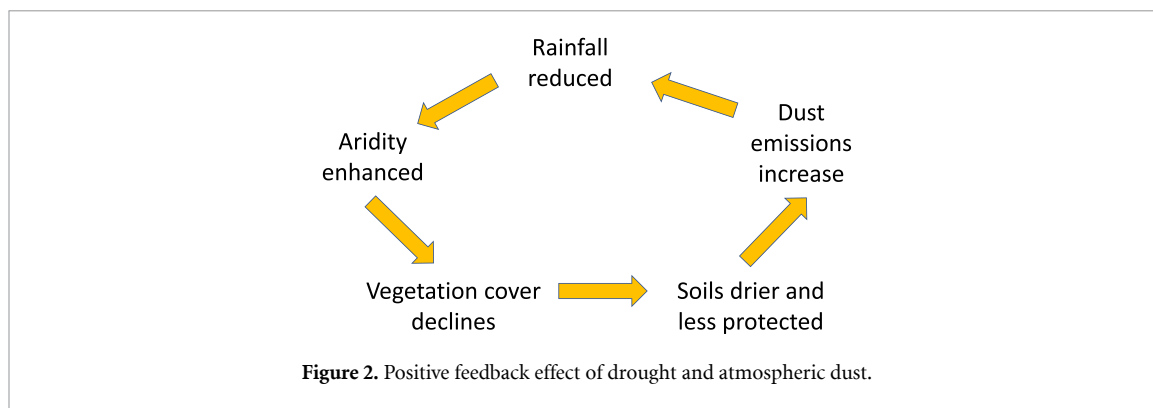 Rainfall
reduced
Aridity
enhanced
Vegetation cover
declines
Soils drier and
less protected
Dust
emissions
increase
Figure 2. Positive feedback effect of drought and atmospheric dust.